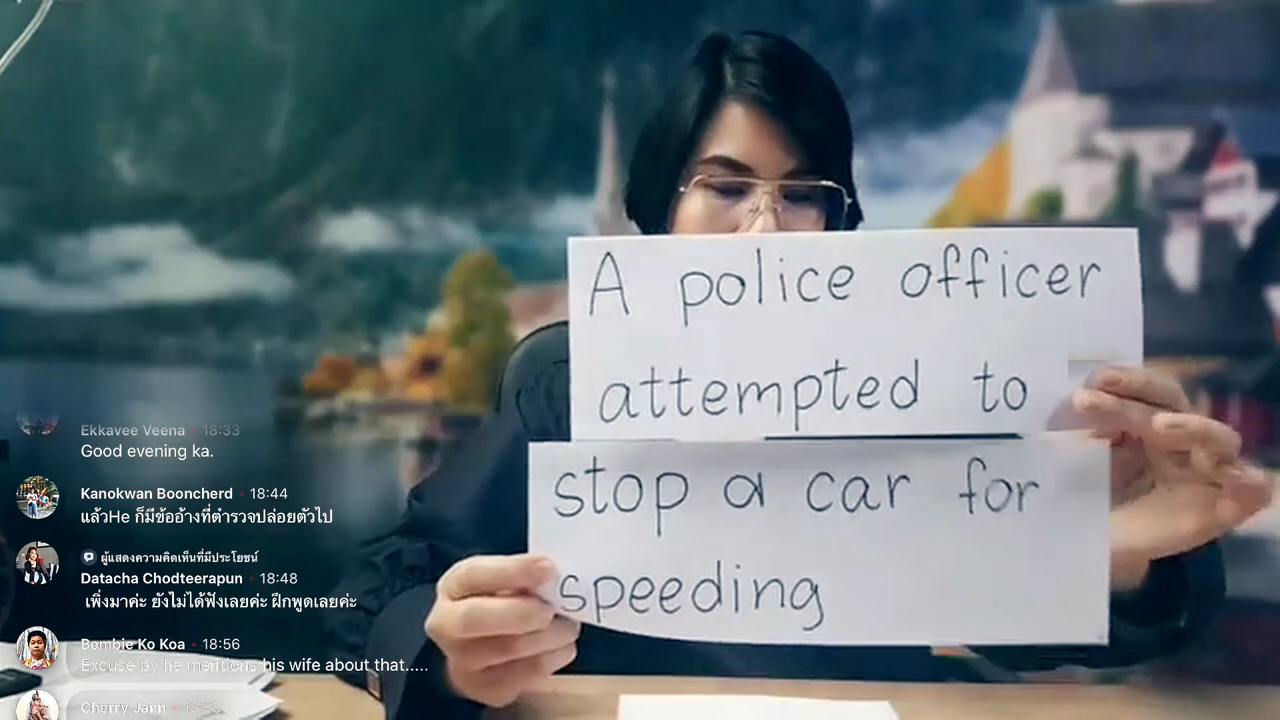 A police officer
attempted to
stop a car for
speeding
Ekkavee Veena · 18:33
Good evening ka.
Kanokwan Booncherd · 18:44
แล้วHe ก็มีข้ออ้างที่ตำรวจปล่อยตัวไป
ผู้แสดงความคิดเห็นที่มีประโยชน์
Datacha Chodteerapun · 18:48
เพิ่งมาค่ะ ยังไม่ได้ฟังเลยค่ะ ฝึกพูดเลยค่ะ
Bombie Ko Koa · 18:56
Excuse by he mentions his wife about that.....
Cherry Jann